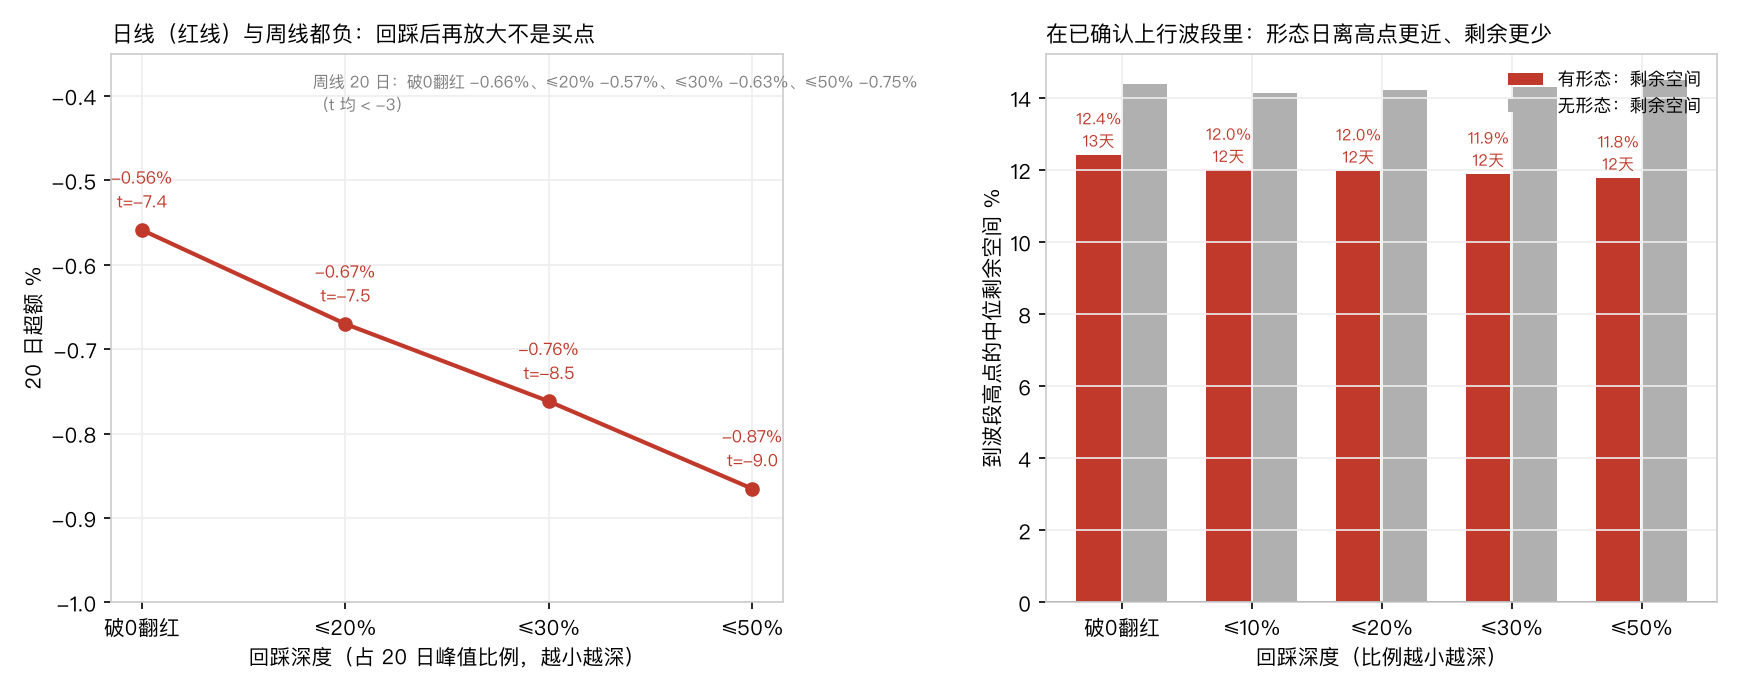 日线（红线）与周线都负：回踩后再放大不是买点
周线 20 日：破0翻红 −0.66%、≤20% −0.57%、≤30% −0.63%、≤50% −0.75%
（t 均 < −3）
−0.4
−0.5
−0.6
−0.7
−0.8
−0.9
−1.0
20 日超额 %
−0.56%
t=−7.4
−0.67%
t=−7.5
−0.76%
t=−8.5
−0.87%
t=−9.0
破0翻红
≤20%
≤30%
≤50%
回踩深度（占 20 日峰值比例，越小越深）
在已确认上行波段里：形态日离高点更近、剩余更少
有形态：剩余空间
无形态：剩余空间
14
12
10
8
6
4
2
0
到波段高点的中位剩余空间 %
12.4%
13天
12.0%
12天
12.0%
12天
11.9%
12天
11.8%
12天
破0翻红
≤10%
≤20%
≤30%
≤50%
回踩深度（比例越小越深）